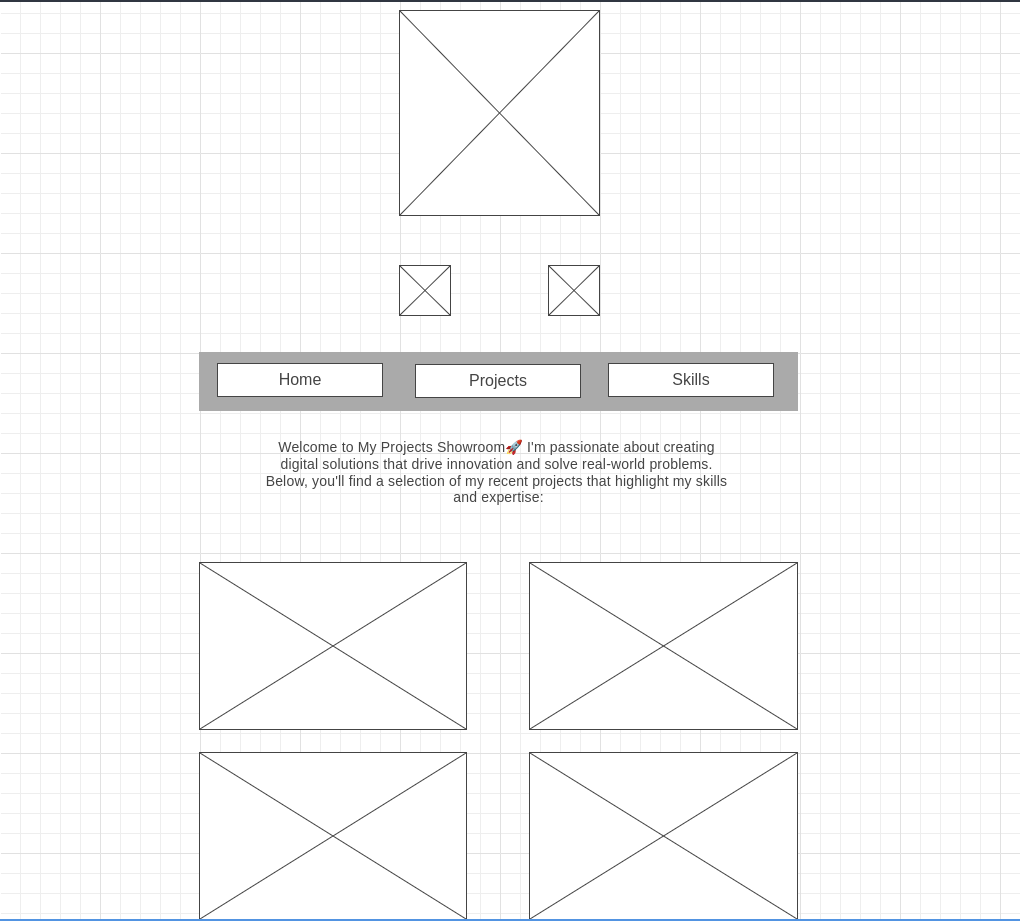 Home
Projects
Skills
Welcome to My Projects Showroom🚀 I'm passionate about creating
digital solutions that drive innovation and solve real-world problems.
Below, you'll find a selection of my recent projects that highlight my skills
and expertise: